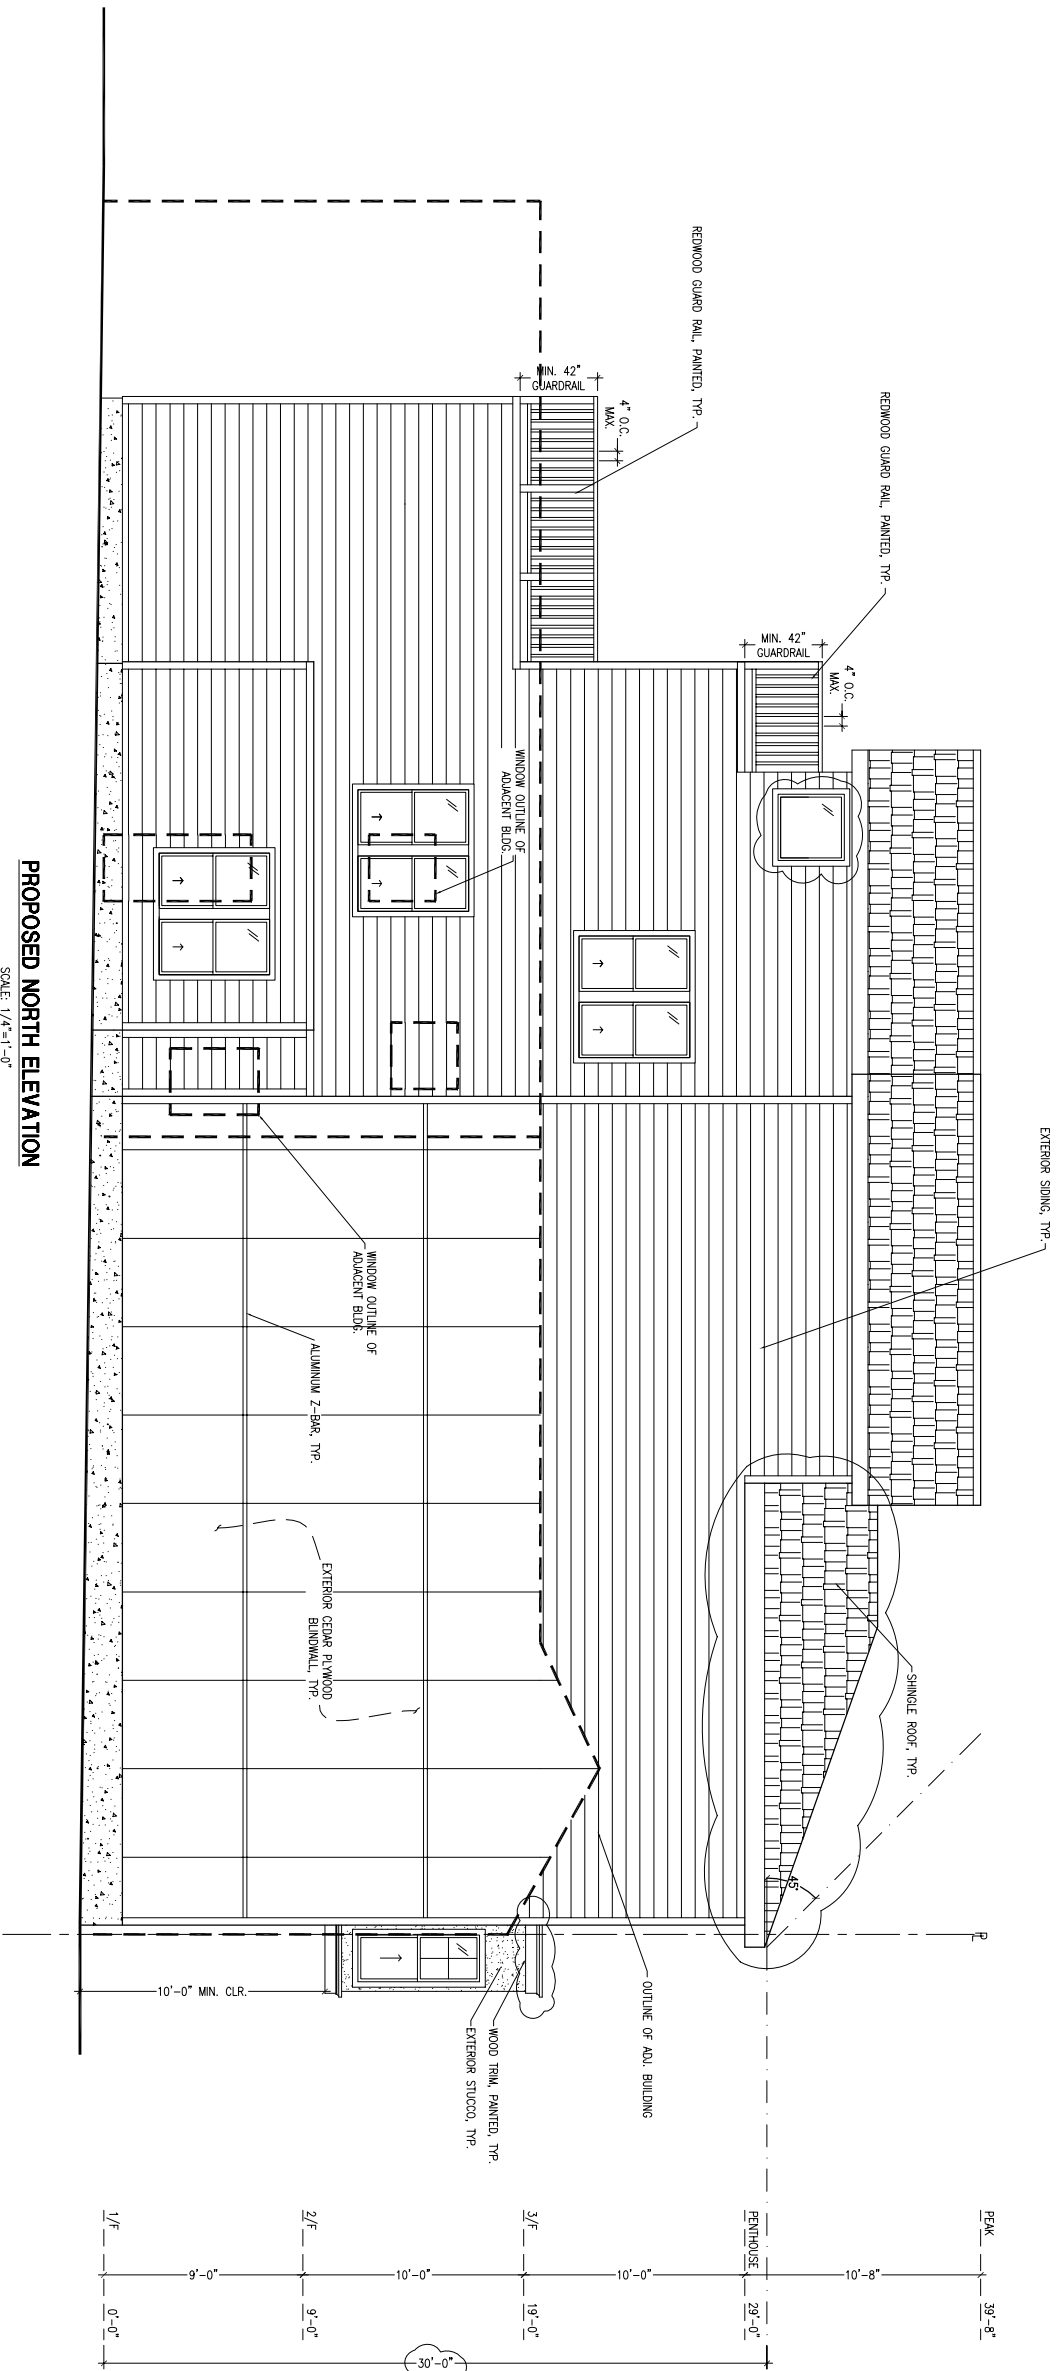 EXTERIOR SIDING, TYP.
REDWOOD GUARD RAIL, PAINTED, TYP.
REDWOOD GUARD RAIL, PAINTED, TYP.
MIN. 42"
GUARDRAIL
4" O.C.
MAX.
MIN. 42"
GUARDRAIL
4" O.C.
MAX.
SHINGLE ROOF, TYP.
45°
PL
WINDOW OUTLINE OF
ADJACENT BLDG.
WINDOW OUTLINE OF
ADJACENT BLDG.
ALUMINUM Z-BAR, TYP.
EXTERIOR CEDAR PLYWOOD
BLINDWALL, TYP.
OUTLINE OF ADJ. BUILDING
WOOD TRIM, PAINTED, TYP.
EXTERIOR STUCCO, TYP.
10'-0" MIN. CLR.
PEAK
39'-8"
10'-8"
PENTHOUSE
29'-0"
10'-0"
3/F
19'-0"
10'-0"
2/F
9'-0"
9'-0"
1/F
0'-0"
30'-0"
PROPOSED NORTH ELEVATION
SCALE: 1/4"=1'-0"